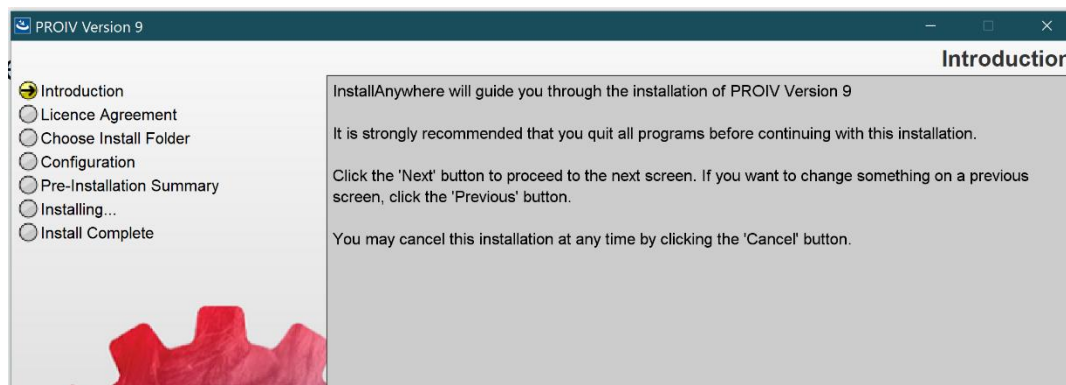 PROIV Version 9
Introduction
Introduction
Licence Agreement
Choose Install Folder
Configuration
Pre-Installation Summary
Installing...
Install Complete
InstallAnywhere will guide you through the installation of PROIV Version 9
It is strongly recommended that you quit all programs before continuing with this installation.
Click the 'Next' button to proceed to the next screen. If you want to change something on a previous
screen, click the 'Previous' button.
You may cancel this installation at any time by clicking the 'Cancel' button.